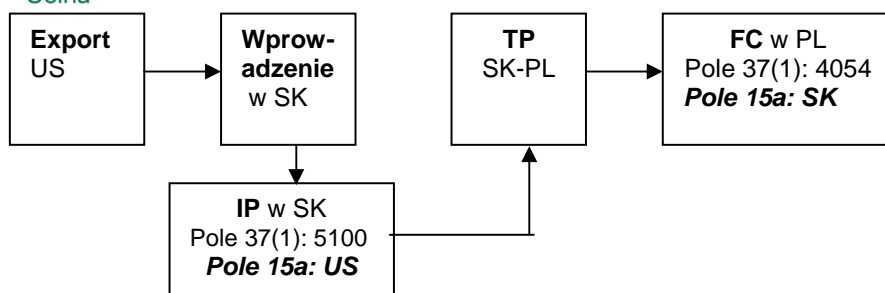 Export
US
Wprow-
adzenie
w SK
TP
SK-PL
FC w PL
Pole 37(1): 4054
Pole 15a: SK
IP w SK
Pole 37(1): 5100
Pole 15a: US